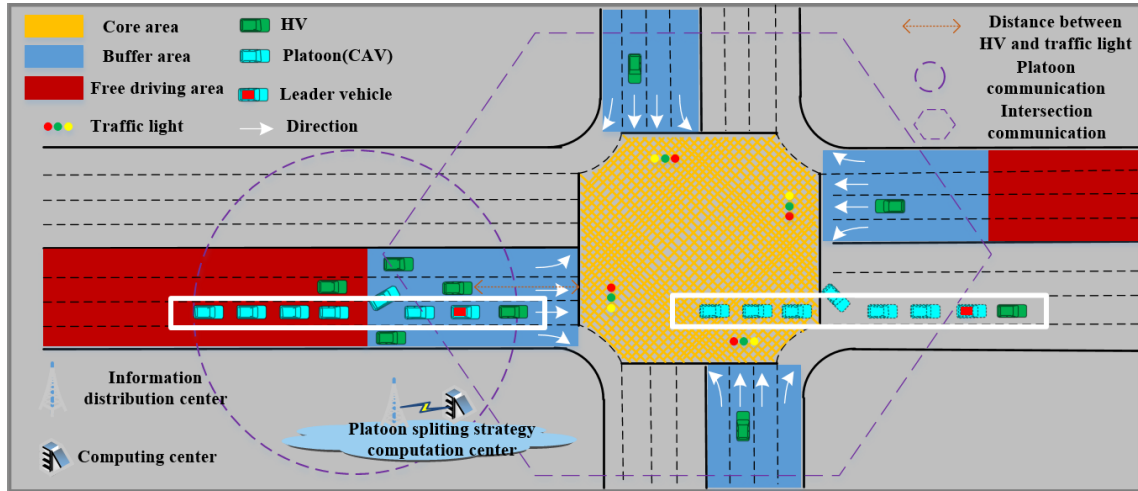 Core area
Buffer area
Free driving area
Traffic light
HV
Platoon(CAV)
Leader vehicle
Direction
Distance between
HV and traffic light
Platoon
communication
Intersection
communication
Information
distribution center
Computing center
Platoon spliting strategy
computation center